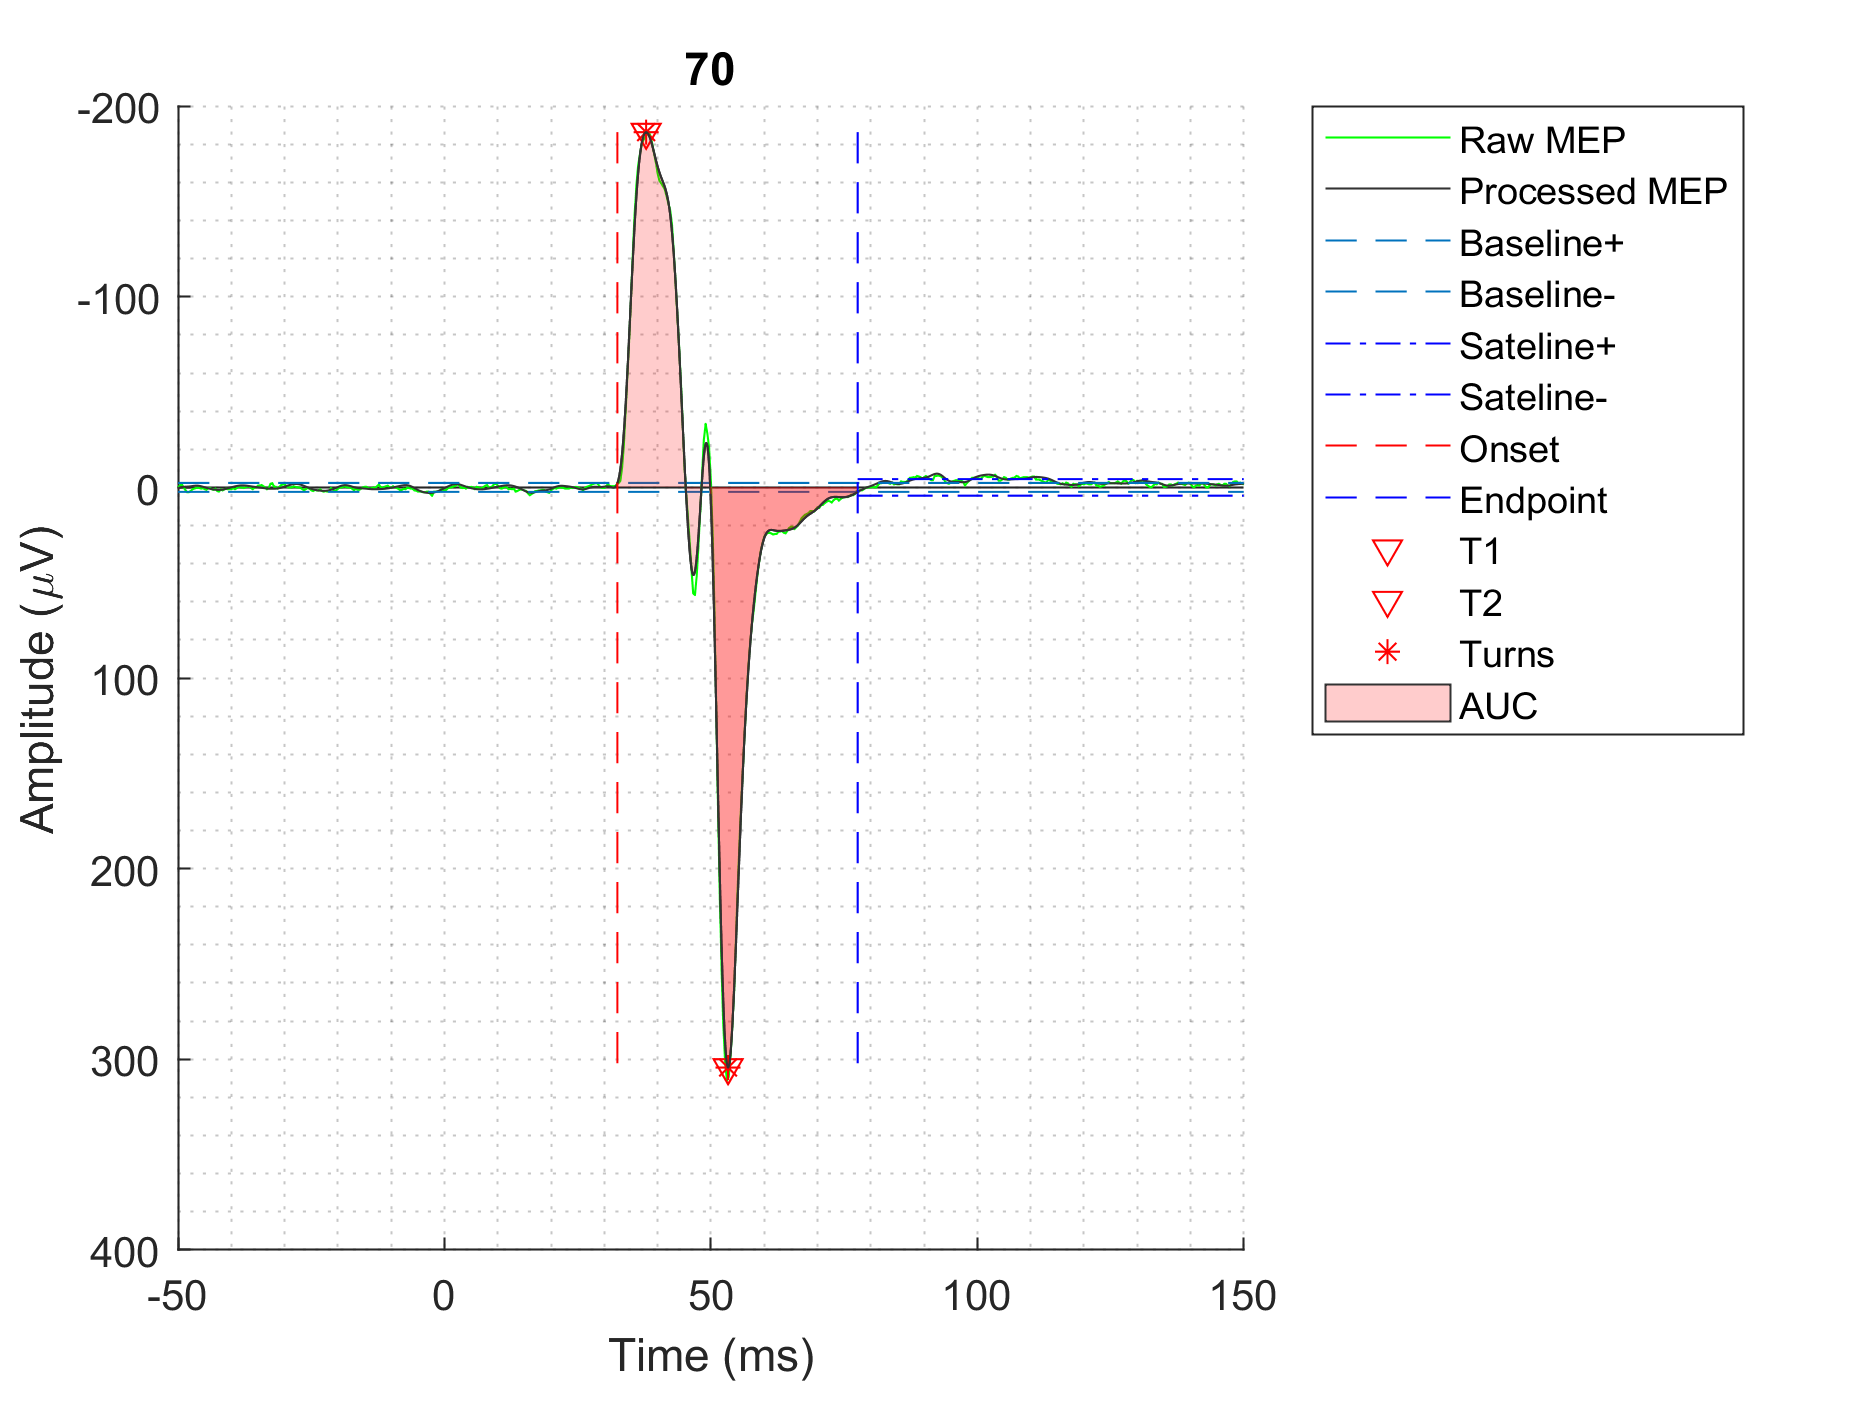 70
-200
-100
0
100
200
300
400
Amplitude (μV)
-50 0 50 100 150
Time (ms)
Raw MEP
Processed MEP
Baseline+
Baseline-
Sateline+
Sateline-
Onset
Endpoint
T1
T2
Turns
AUC